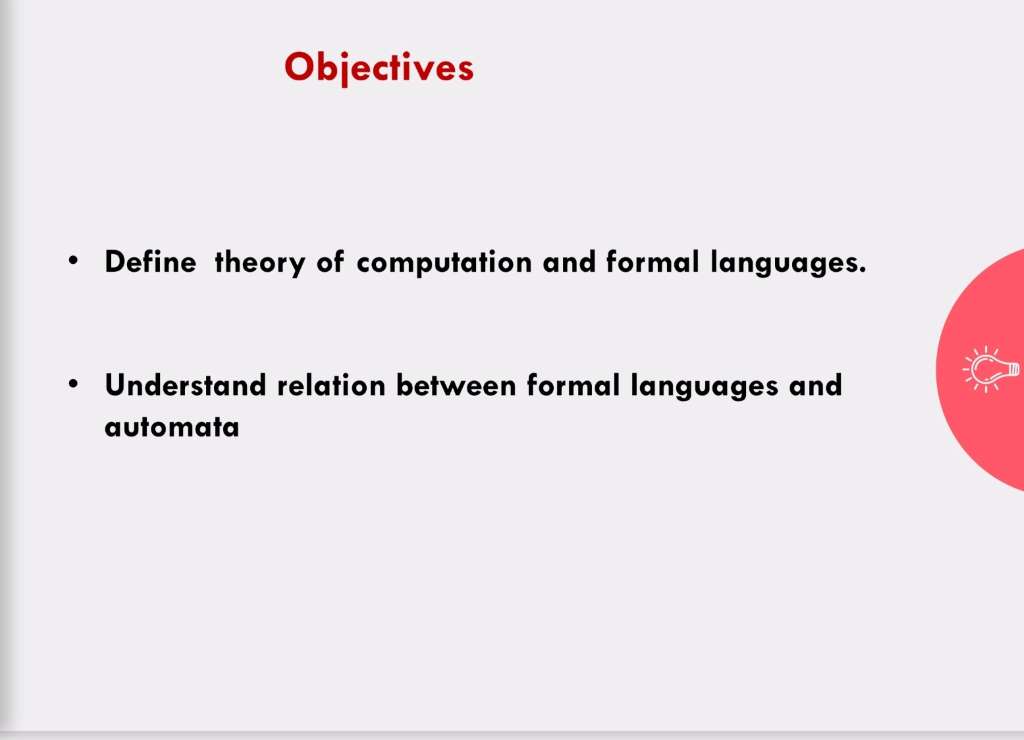 Objectives
• Define theory of computation and formal languages.
• Understand relation between formal languages and
automata